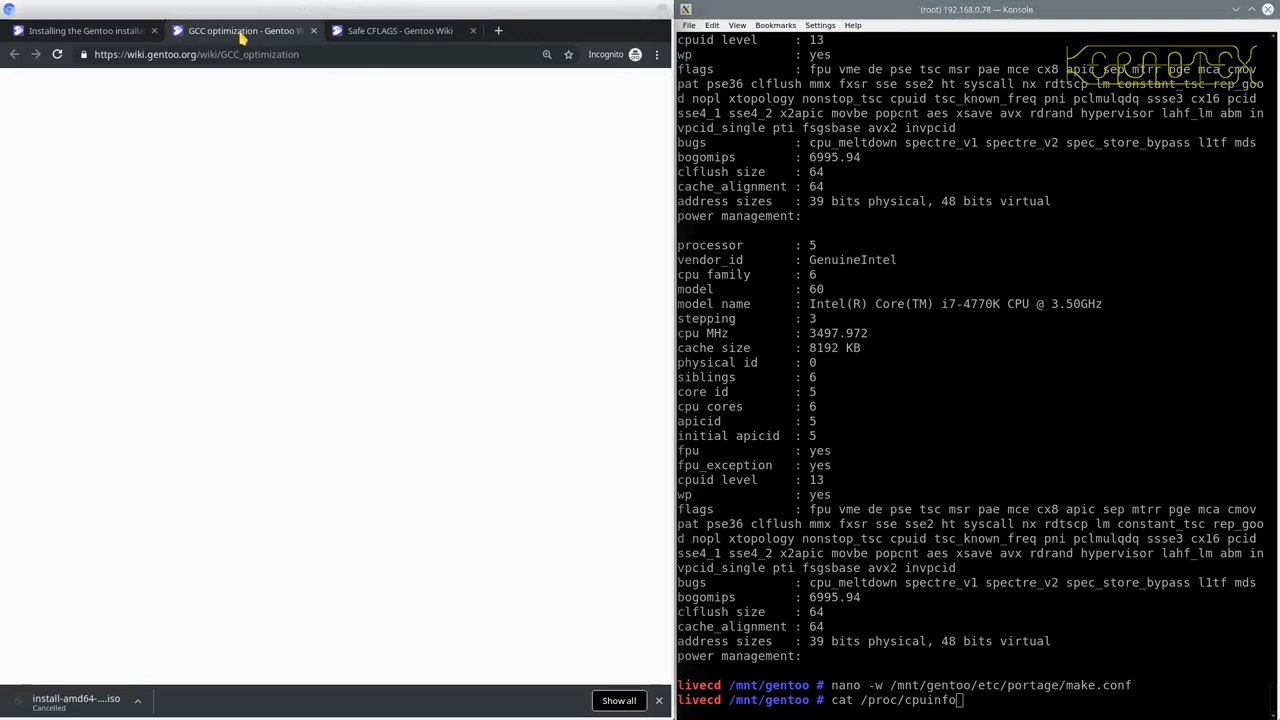 Installing the Gentoo installa
GCC optimization - Gentoo W
Safe CFLAGS - Gentoo Wiki
https://wiki.gentoo.org/wiki/GCC_optimization
Incognito
install-amd64-....iso
Cancelled
Show all
(root) 192.168.0.78 — Konsole
File Edit View Bookmarks Settings Help
KERNOTEX
cpuid level : 13
wp : yes
flags : fpu vme de pse tsc msr pae mce cx8 apic sep mtrr pge mca cmov
pat pse36 clflush mmx fxsr sse sse2 ht syscall nx rdtscp lm constant_tsc rep_goo
d nopl xtopology nonstop_tsc cpuid tsc_known_freq pni pclmulqdq ssse3 cx16 pcid
sse4_1 sse4_2 x2apic movbe popcnt aes xsave avx rdrand hypervisor lahf_lm abm in
vpcid_single pti fsgsbase avx2 invpcid
bugs : cpu_meltdown spectre_v1 spectre_v2 spec_store_bypass l1tf mds
bogomips : 6995.94
clflush size : 64
cache_alignment : 64
address sizes : 39 bits physical, 48 bits virtual
power management:
processor : 5
vendor_id : GenuineIntel
cpu family : 6
model : 60
model name : Intel(R) Core(TM) i7-4770K CPU @ 3.50GHz
stepping : 3
cpu MHz : 3497.972
cache size : 8192 KB
physical id : 0
siblings : 6
core id : 5
cpu cores : 6
apicid : 5
initial apicid : 5
fpu : yes
fpu_exception : yes
cpuid level : 13
wp : yes
flags : fpu vme de pse tsc msr pae mce cx8 apic sep mtrr pge mca cmov
pat pse36 clflush mmx fxsr sse sse2 ht syscall nx rdtscp lm constant_tsc rep_goo
d nopl xtopology nonstop_tsc cpuid tsc_known_freq pni pclmulqdq ssse3 cx16 pcid
sse4_1 sse4_2 x2apic movbe popcnt aes xsave avx rdrand hypervisor lahf_lm abm in
vpcid_single pti fsgsbase avx2 invpcid
bugs : cpu_meltdown spectre_v1 spectre_v2 spec_store_bypass l1tf mds
bogomips : 6995.94
clflush size : 64
cache_alignment : 64
address sizes : 39 bits physical, 48 bits virtual
power management:
livecd /mnt/gentoo # nano -w /mnt/gentoo/etc/portage/make.conf
livecd /mnt/gentoo # cat /proc/cpuinfo